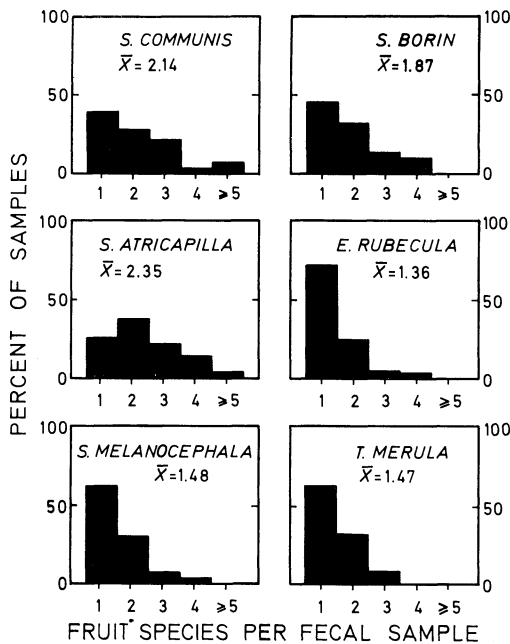 PERCENT OF SAMPLES
100
50
0
S. COMMUNIS
X̄ = 2.14
1 2 3 4 ⩾5
S. BORIN
X̄ = 1.87
100
50
0
1 2 3 4 ⩾5
100
50
0
S. ATRICAPILLA
X̄ = 2.35
1 2 3 4 ⩾5
E. RUBECULA
X̄ = 1.36
100
50
0
1 2 3 4 ⩾5
100
50
0
S. MELANOCEPHALA
X̄ = 1.48
1 2 3 4 ⩾5
T. MERULA
X̄ = 1.47
100
50
0
1 2 3 4 ⩾5
FRUIT SPECIES PER FECAL SAMPLE